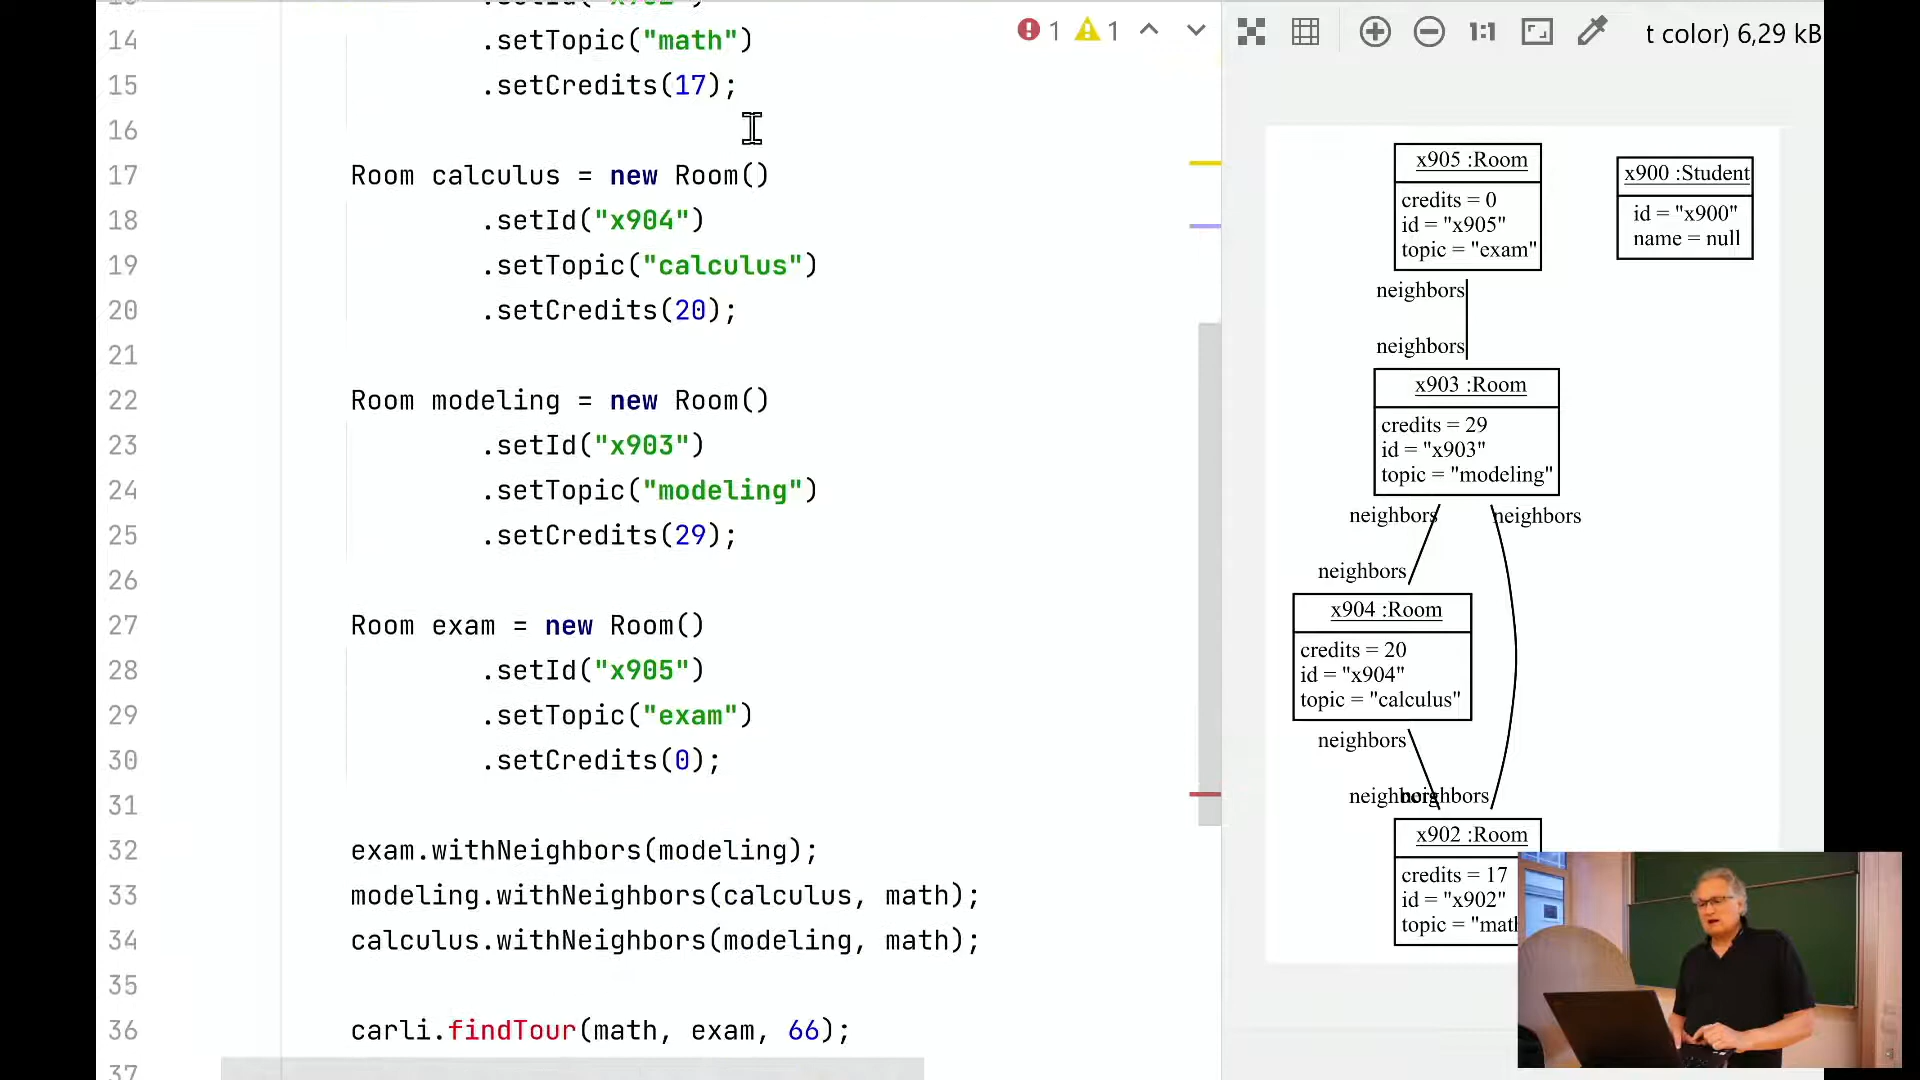 14 .setTopic("math")
15 .setCredits(17);
16
17 Room calculus = new Room()
18 .setId("x904")
19 .setTopic("calculus")
20 .setCredits(20);
21
22 Room modeling = new Room()
23 .setId("x903")
24 .setTopic("modeling")
25 .setCredits(29);
26
27 Room exam = new Room()
28 .setId("x905")
29 .setTopic("exam")
30 .setCredits(0);
31
32 exam.withNeighbors(modeling);
33 modeling.withNeighbors(calculus, math);
34 calculus.withNeighbors(modeling, math);
35
36 carli.findTour(math, exam, 66);
37
1 1
1:1 t color) 6,29 kB
x905 :Room
credits = 0
id = "x905"
topic = "exam"
x900 :Student
id = "x900"
name = null
neighbors
neighbors
x903 :Room
credits = 29
id = "x903"
topic = "modeling"
neighbors neighbors
neighbors
x904 :Room
credits = 20
id = "x904"
topic = "calculus"
neighbors
neighbors neighbors
x902 :Room
credits = 17
id = "x902"
topic = "math